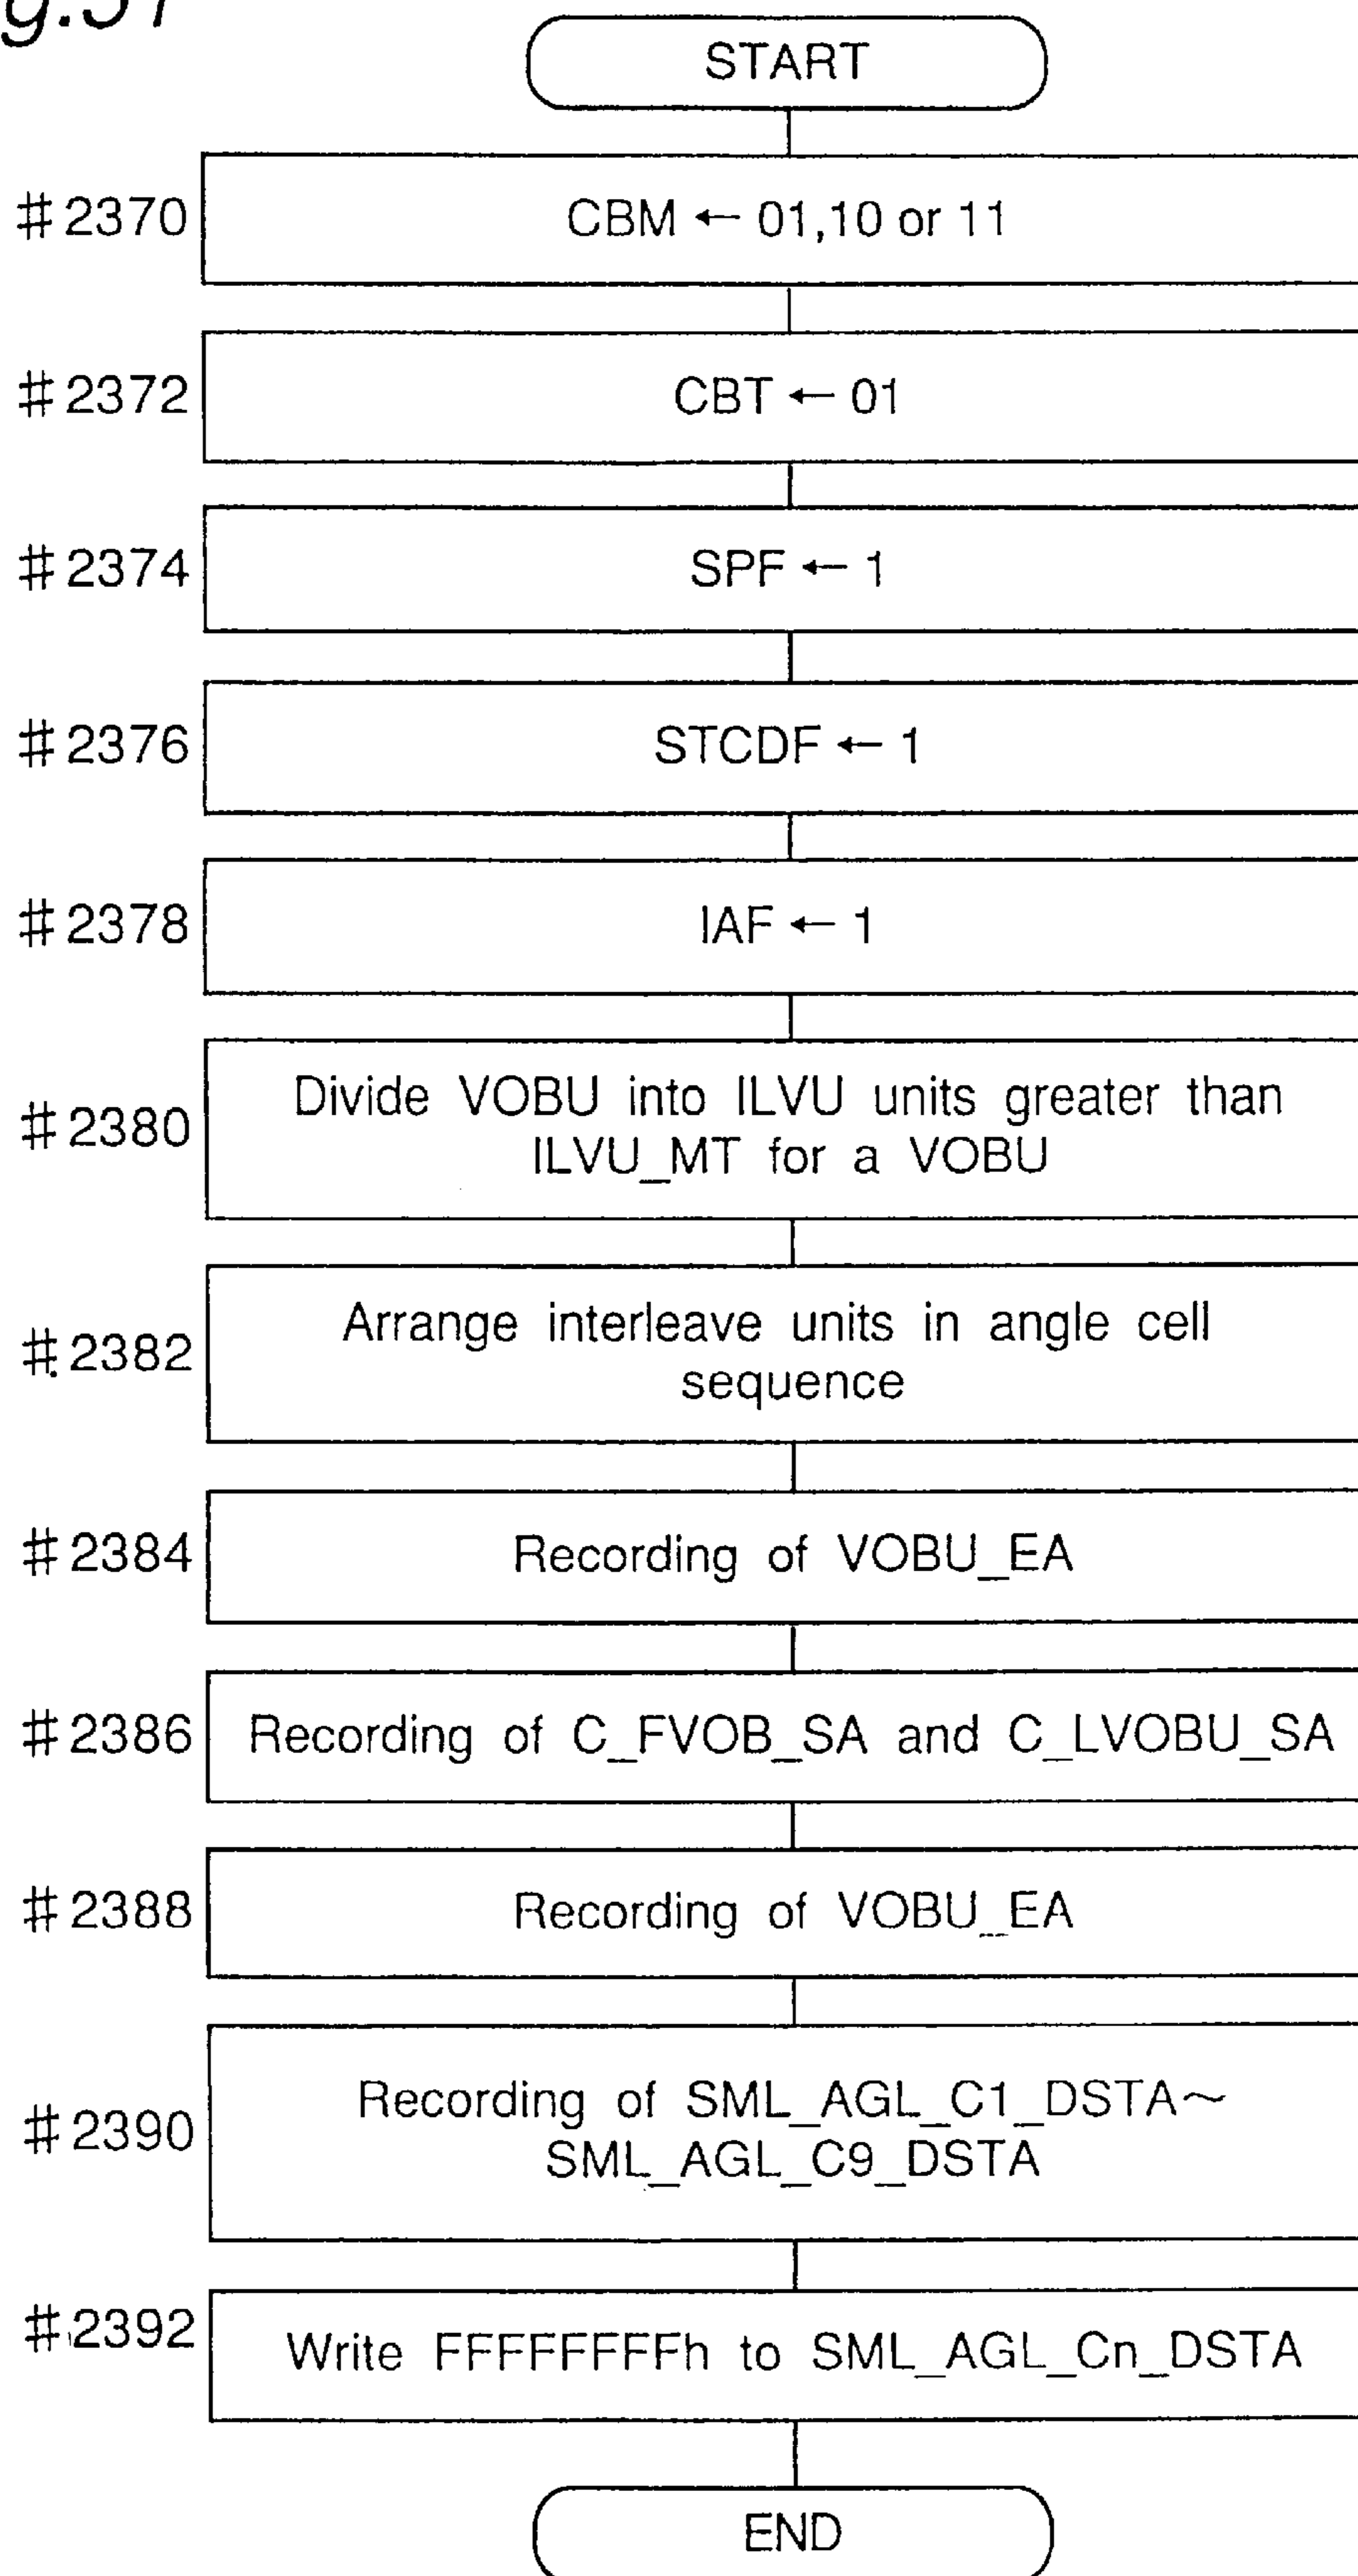 g.51
START
#2370 CBM ← 01,10 or 11
#2372 CBT ← 01
#2374 SPF ← 1
#2376 STCDF ← 1
#2378 IAF ← 1
#2380 Divide VOBU into ILVU units greater than
ILVU_MT for a VOBU
#2382 Arrange interleave units in angle cell
sequence
#2384 Recording of VOBU_EA
#2386 Recording of C_FVOB_SA and C_LVOBU_SA
#2388 Recording of VOBU_EA
#2390 Recording of SML_AGL_C1_DSTA~
SML_AGL_C9_DSTA
#2392 Write FFFFFFFFh to SML_AGL_Cn_DSTA
END